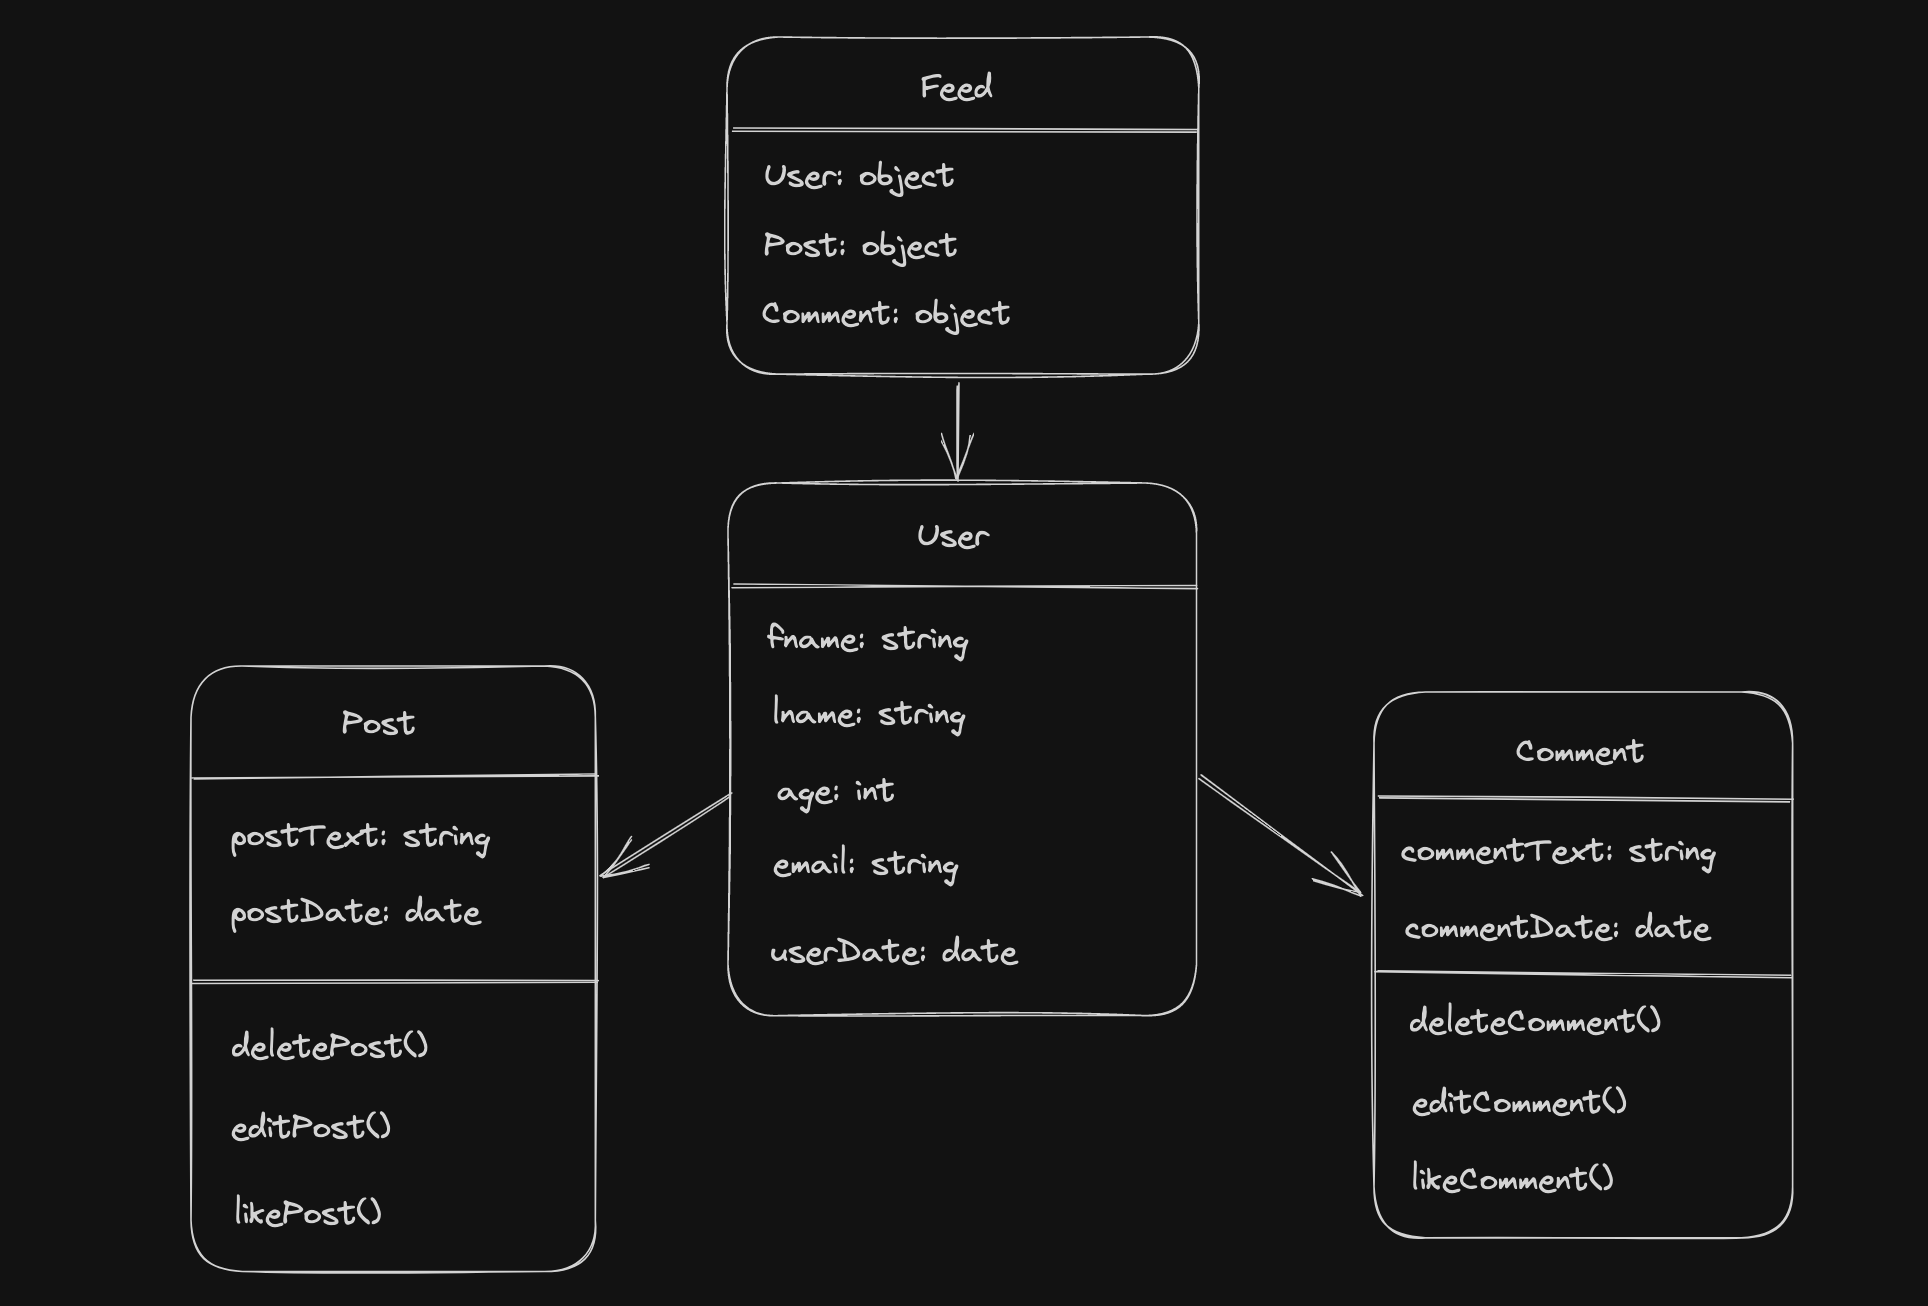 Feed
User: object
Post: object
Comment: object
User
fname: string
lname: string
age: int
email: string
userDate: date
Post
postText: string
postDate: date
deletePost()
editPost()
likePost()
Comment
commentText: string
commentDate: date
deleteComment()
editComment()
likeComment()